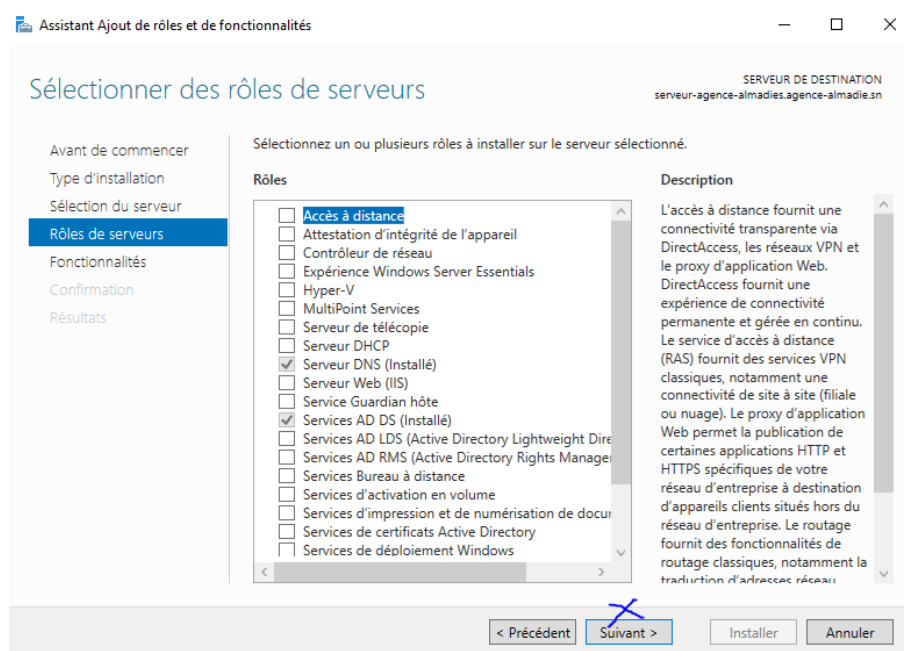 Assistant Ajout de rôles et de fonctionnalités
Sélectionner des rôles de serveurs
SERVEUR DE DESTINATION
serveur-agence-almadies.agence-almadie.sn
Avant de commencer
Type d'installation
Sélection du serveur
Rôles de serveurs
Fonctionnalités
Confirmation
Résultats
Sélectionnez un ou plusieurs rôles à installer sur le serveur sélectionné.
Rôles
Accès à distance
Attestation d'intégrité de l'appareil
Contrôleur de réseau
Expérience Windows Server Essentials
Hyper-V
MultiPoint Services
Serveur de télécopie
Serveur DHCP
Serveur DNS (Installé)
Serveur Web (IIS)
Service Guardian hôte
Services AD DS (Installé)
Services AD LDS (Active Directory Lightweight Dire
Services AD RMS (Active Directory Rights Manage
Services Bureau à distance
Services d'activation en volume
Services d'impression et de numérisation de docu
Services de certificats Active Directory
Services de déploiement Windows
Description
L'accès à distance fournit une
connectivité transparente via
DirectAccess, les réseaux VPN et
le proxy d'application Web.
DirectAccess fournit une
expérience de connectivité
permanente et gérée en continu.
Le service d'accès à distance
(RAS) fournit des services VPN
classiques, notamment une
connectivité de site à site (filiale
ou nuage). Le proxy d'application
Web permet la publication de
certaines applications HTTP et
HTTPS spécifiques de votre
réseau d'entreprise à destination
d'appareils clients situés hors du
réseau d'entreprise. Le routage
fournit des fonctionnalités de
routage classiques, notamment la
traduction d'adresses réseau
< Précédent
Suivant >
Installer
Annuler